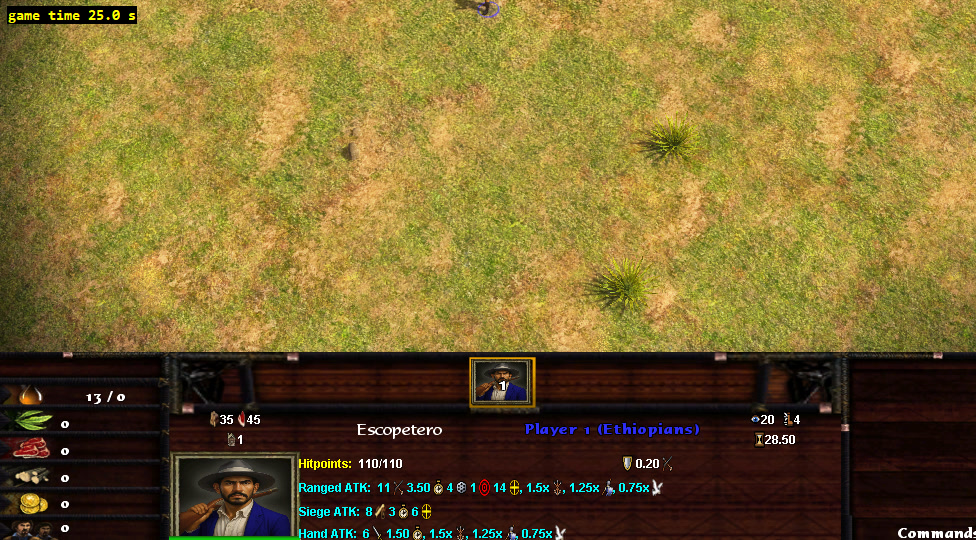 game time 25.0 s
13 / 0
0
0
0
0
0
1
35 45
1
Escopetero
Player 1 (Ethiopians)
20 4
28.50
Hitpoints: 110/110
0.20
Ranged ATK: 11 3.50 4 1 14 , 1.5x , 1.25x , 0.75x
Siege ATK: 8 3 6
Hand ATK: 6 1.50 , 1.5x , 1.25x , 0.75x